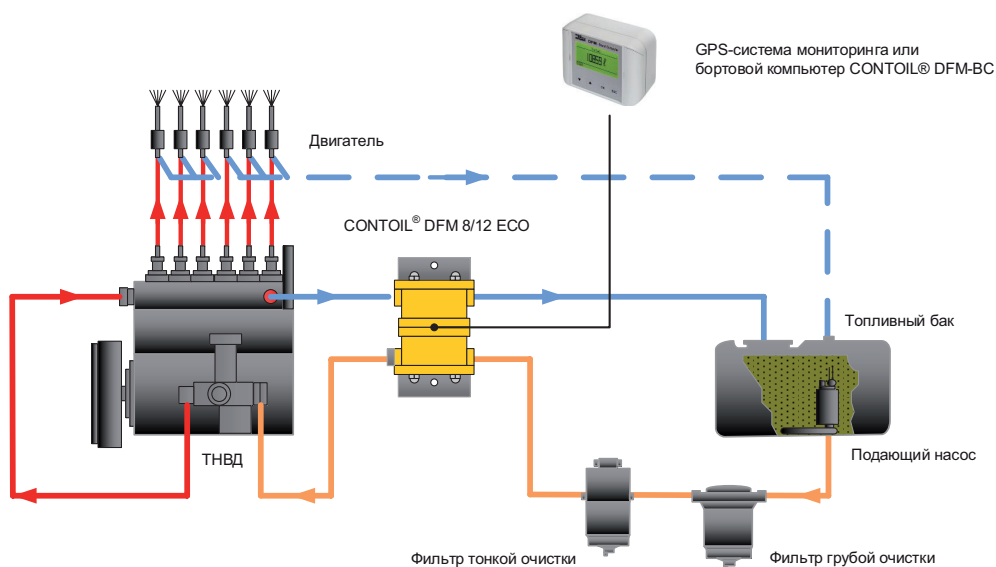 GPS-система мониторинга или
бортовой компьютер CONTOIL® DFM-BC
Двигатель
CONTOIL® DFM 8/12 ECO
Топливный бак
Подающий насос
ТНВД
Фильтр тонкой очистки
Фильтр грубой очистки